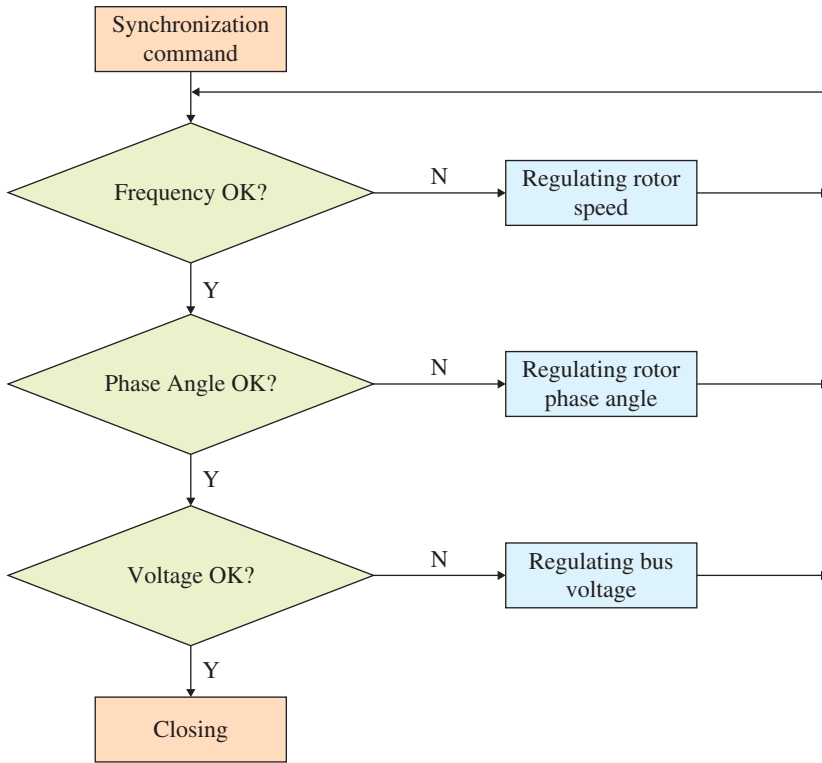 Synchronization
command
Frequency OK?
N
Regulating rotor
speed
Y
Phase Angle OK?
N
Regulating rotor
phase angle
Y
Voltage OK?
N
Regulating bus
voltage
Y
Closing